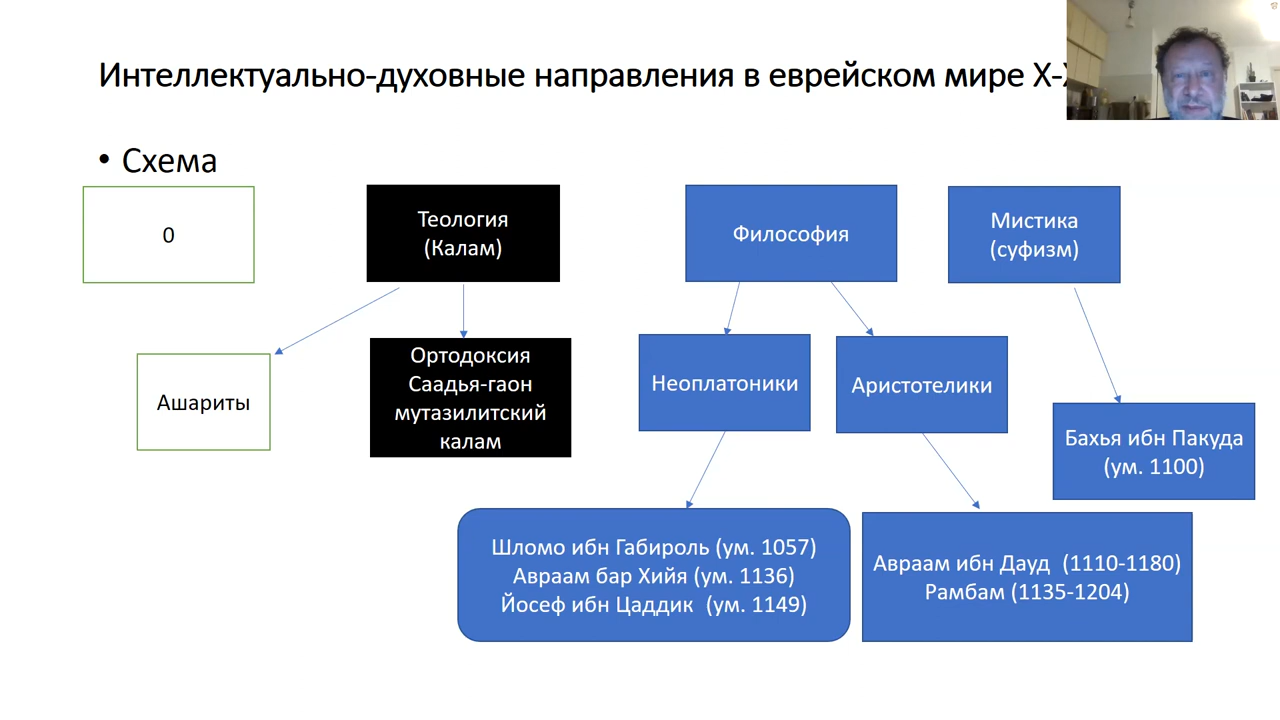 Интеллектуально-духовные направления в еврейском мире X-
• Схема
0
Теология
(Калам)
Философия
Мистика
(суфизм)
Ашариты
Ортодоксия
Саадья-гаон
мутазилитский
калам
Неоплатоники
Аристотелики
Бахья ибн Пакуда
(ум. 1100)
Шломо ибн Габироль (ум. 1057)
Авраам бар Хийя (ум. 1136)
Йосеф ибн Цаддик (ум. 1149)
Авраам ибн Дауд (1110-1180)
Рамбам (1135-1204)